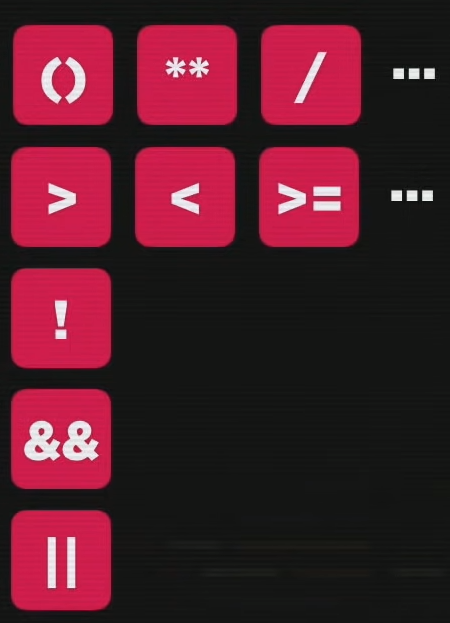 () ** / ...
> < >= ...
!
&&
||